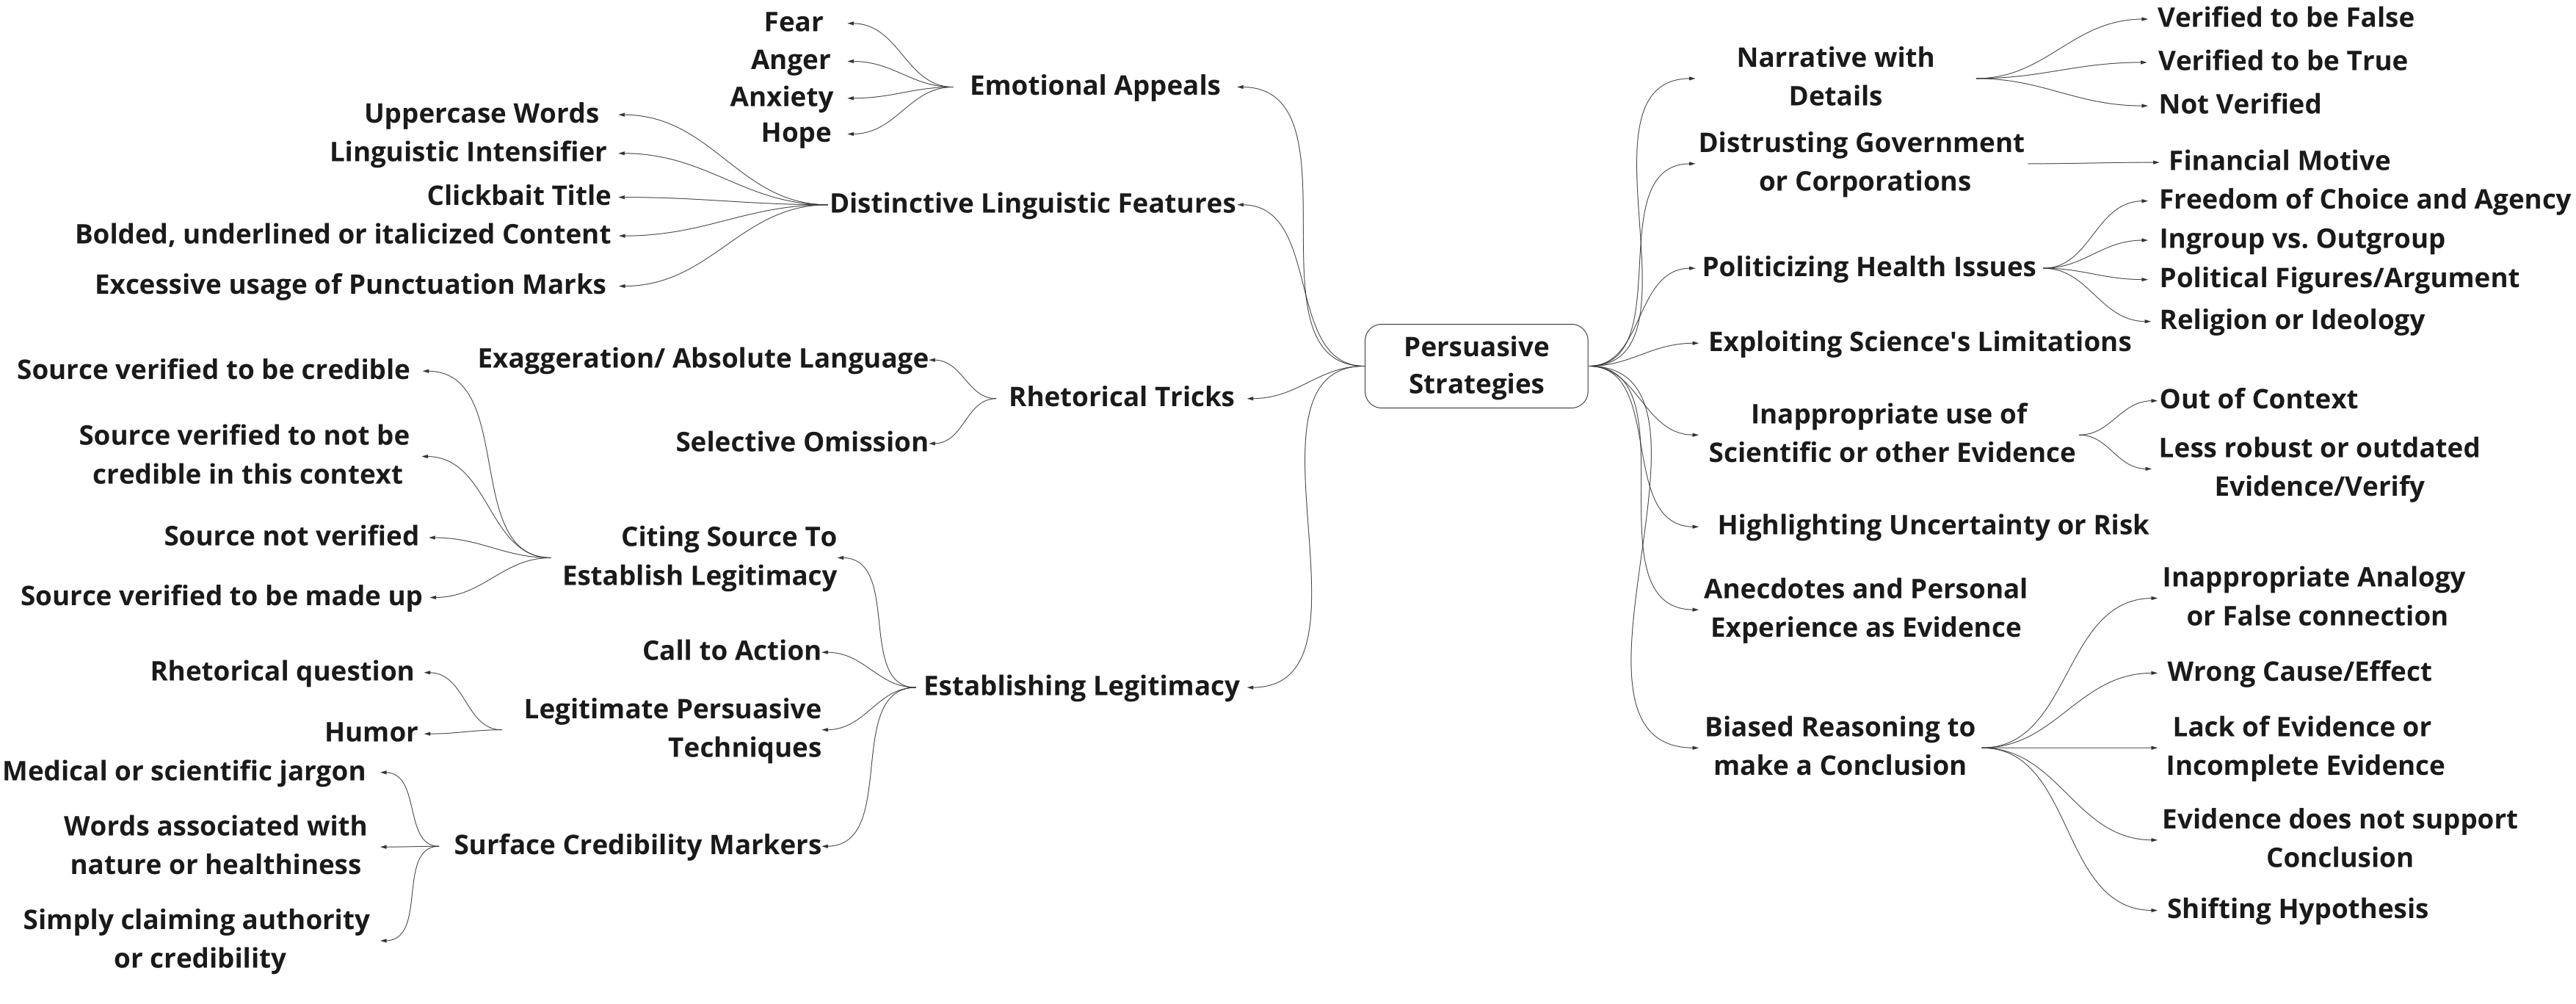 Persuasive
Strategies
Emotional Appeals
Fear
Anger
Anxiety
Hope
Distinctive Linguistic Features
Uppercase Words
Linguistic Intensifier
Clickbait Title
Bolded, underlined or italicized Content
Excessive usage of Punctuation Marks
Rhetorical Tricks
Exaggeration/ Absolute Language
Selective Omission
Establishing Legitimacy
Citing Source To
Establish Legitimacy
Source verified to be credible
Source verified to not be
credible in this context
Source not verified
Source verified to be made up
Call to Action
Legitimate Persuasive
Techniques
Rhetorical question
Humor
Surface Credibility Markers
Medical or scientific jargon
Words associated with
nature or healthiness
Simply claiming authority
or credibility
Narrative with
Details
Verified to be False
Verified to be True
Not Verified
Distrusting Government
or Corporations
Financial Motive
Politicizing Health Issues
Freedom of Choice and Agency
Ingroup vs. Outgroup
Political Figures/Argument
Religion or Ideology
Exploiting Science's Limitations
Inappropriate use of
Scientific or other Evidence
Out of Context
Less robust or outdated
Evidence/Verify
Highlighting Uncertainty or Risk
Anecdotes and Personal
Experience as Evidence
Biased Reasoning to
make a Conclusion
Inappropriate Analogy
or False connection
Wrong Cause/Effect
Lack of Evidence or
Incomplete Evidence
Evidence does not support
Conclusion
Shifting Hypothesis